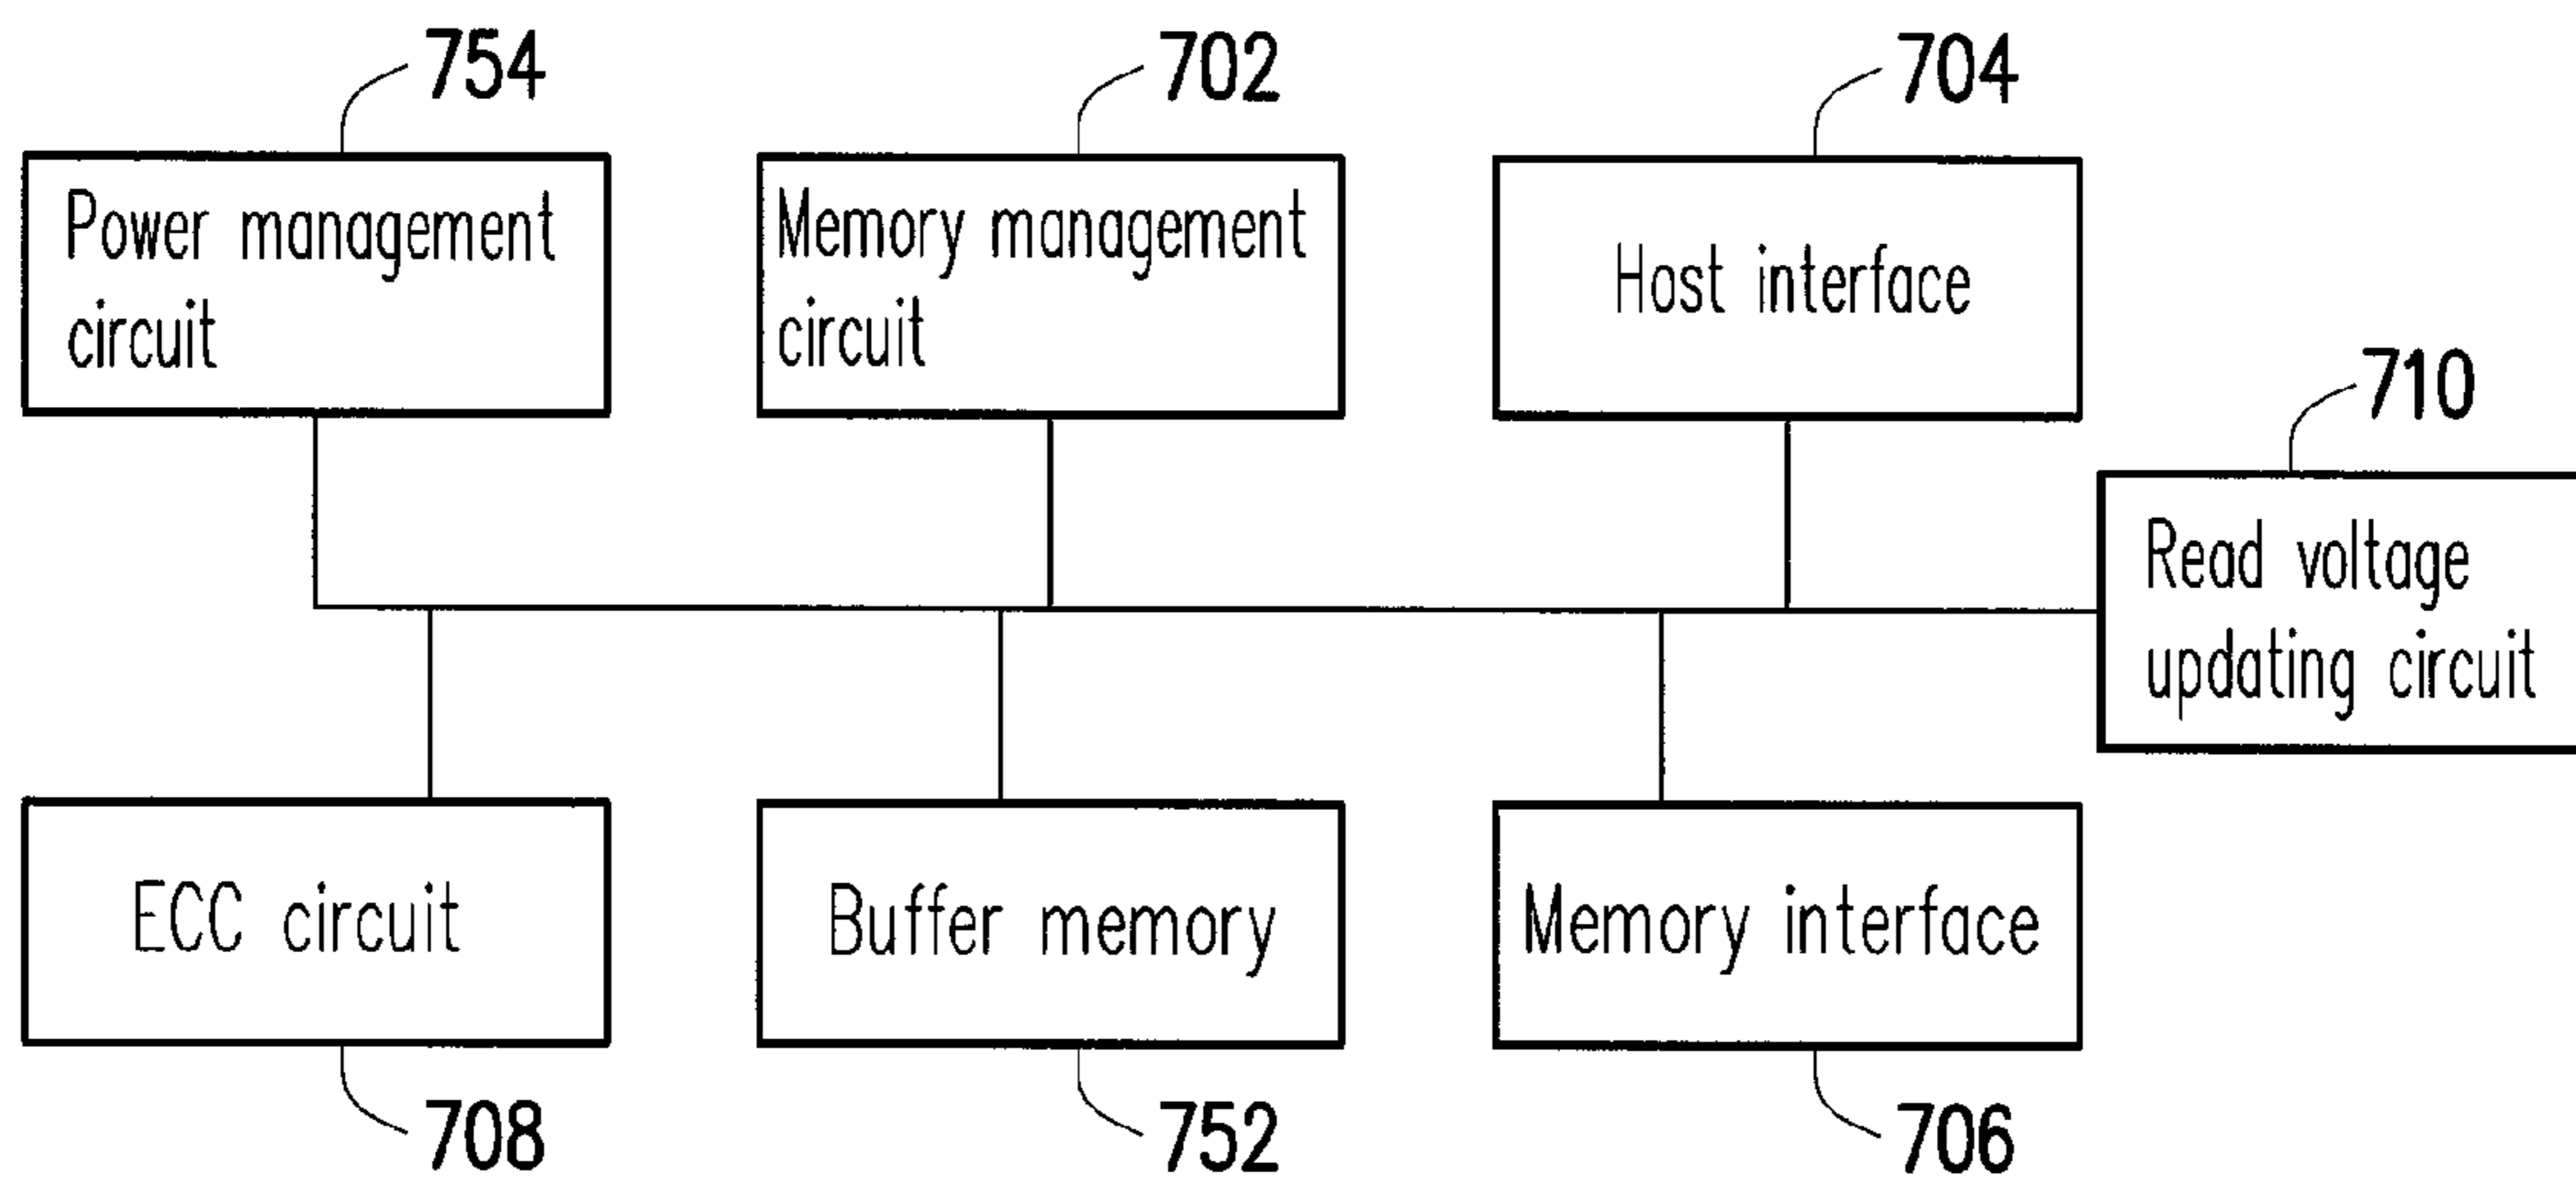 754
702
704
Power management
circuit
Memory management
circuit
Host interface
710
Read voltage
updating circuit
ECC circuit
Buffer memory
Memory interface
708
752
706